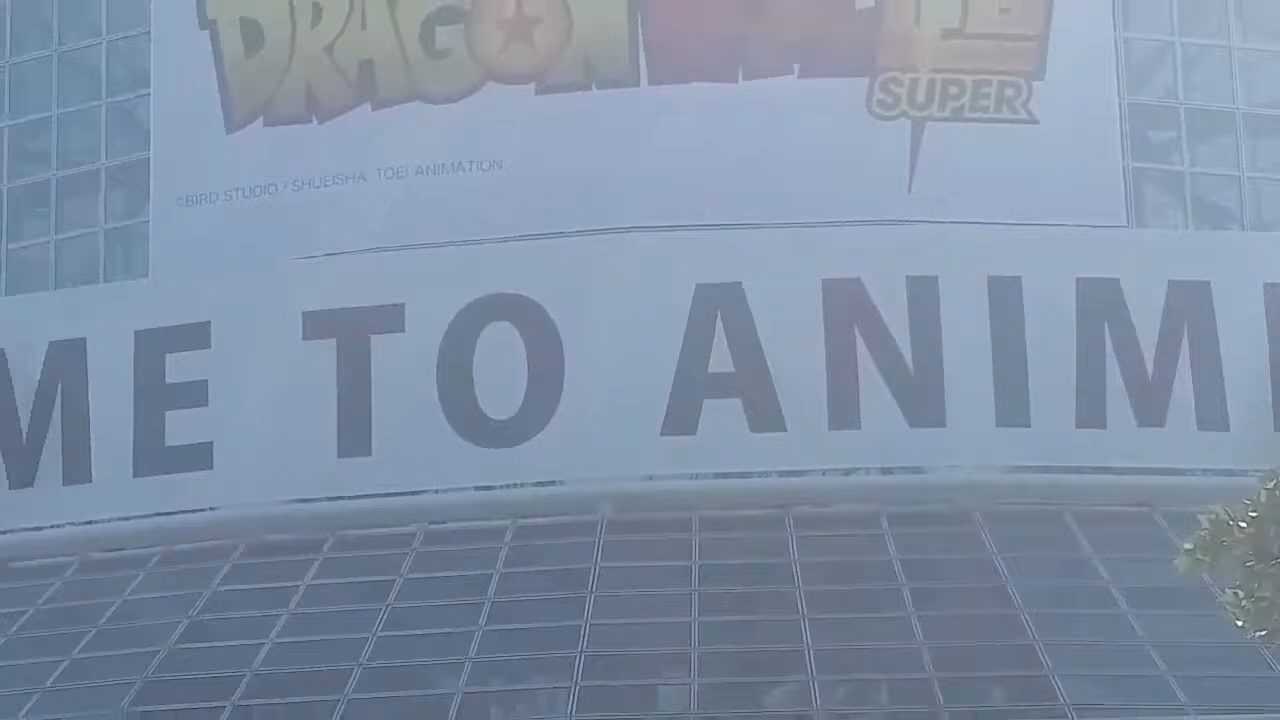 DRAGON
SUPER
©BIRD STUDIO / SHUEISHA, TOEI ANIMATION.
ME TO ANIM